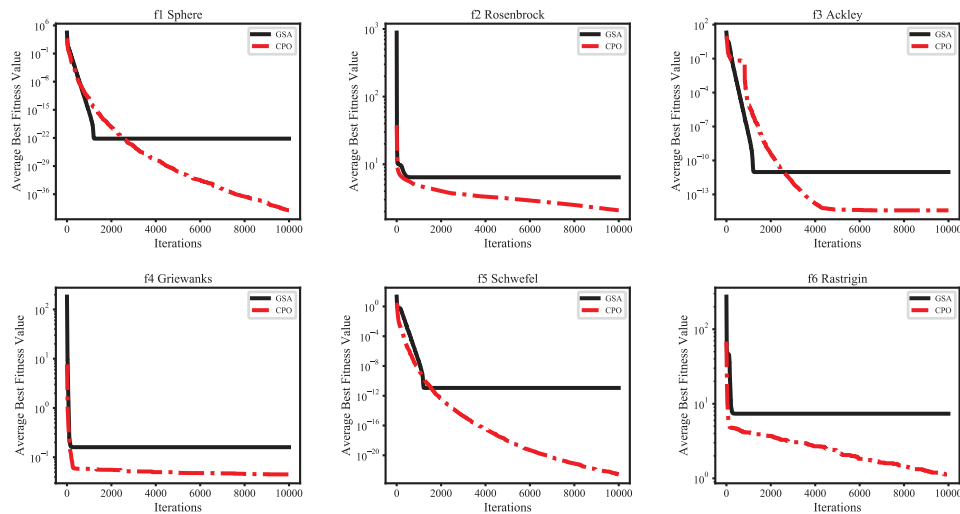 f1 Sphere
Average Best Fitness Value
10^6
10^-1
10^-8
10^-15
10^-22
10^-29
10^-36
GSA
CPO
0 2000 4000 6000 8000 10000
Iterations
f2 Rosenbrock
Average Best Fitness Value
10^3
10^2
10^1
GSA
CPO
0 2000 4000 6000 8000 10000
Iterations
f3 Ackley
Average Best Fitness Value
10^2
10^-1
10^-4
10^-7
10^-10
10^-13
GSA
CPO
0 2000 4000 6000 8000 10000
Iterations
f4 Griewanks
Average Best Fitness Value
10^2
10^1
10^0
10^-1
GSA
CPO
0 2000 4000 6000 8000 10000
Iterations
f5 Schwefel
Average Best Fitness Value
10^0
10^-4
10^-8
10^-12
10^-16
10^-20
GSA
CPO
0 2000 4000 6000 8000 10000
Iterations
f6 Rastrigin
Average Best Fitness Value
10^2
10^1
10^0
GSA
CPO
0 2000 4000 6000 8000 10000
Iterations